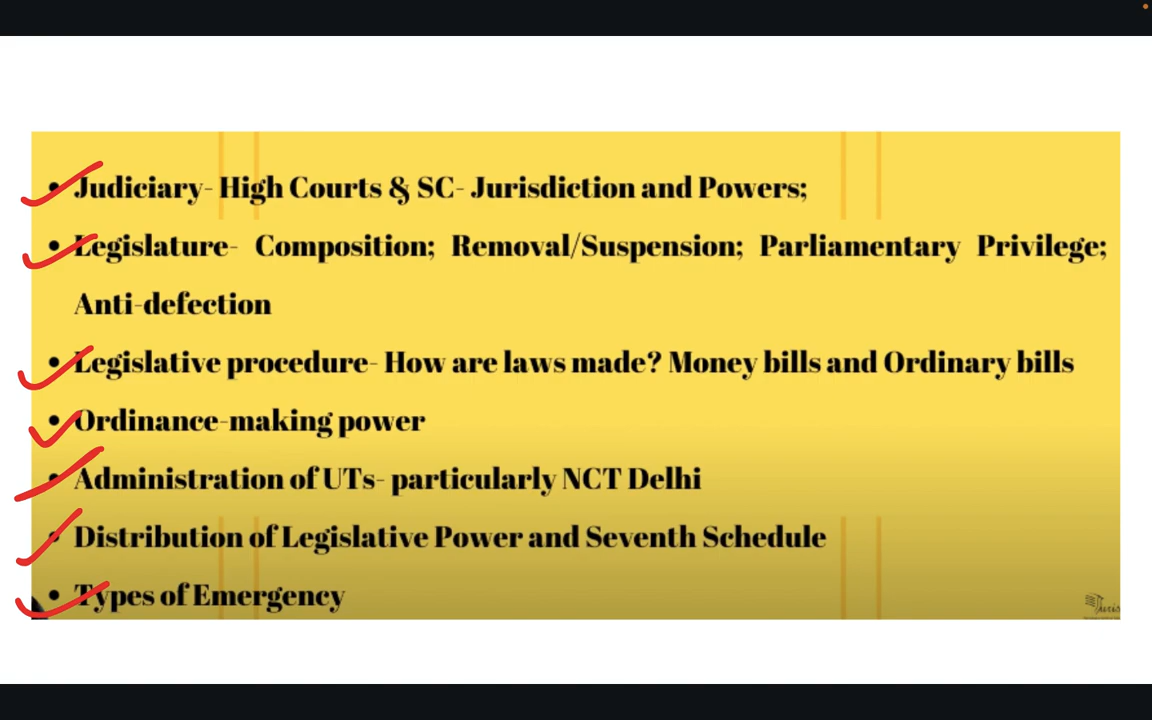 • Judiciary- High Courts & SC- Jurisdiction and Powers;
• Legislature- Composition; Removal/Suspension; Parliamentary Privilege;
Anti-defection
• Legislative procedure- How are laws made? Money bills and Ordinary bills
• Ordinance-making power
• Administration of UTs- particularly NCT Delhi
• Distribution of Legislative Power and Seventh Schedule
• Types of Emergency